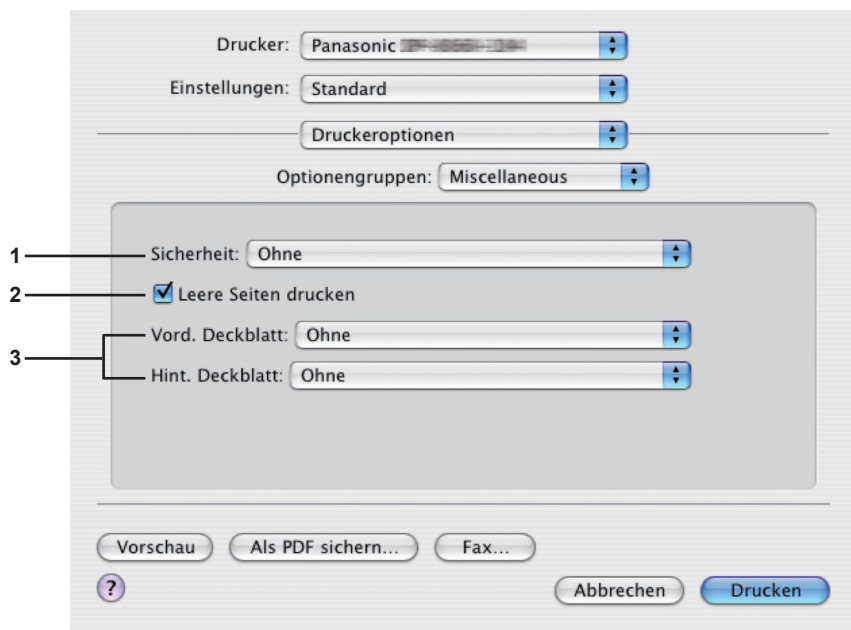 Drucker: Panasonic
Einstellungen: Standard
Druckeroptionen
Optionengruppen: Miscellaneous
1 Sicherheit: Ohne
2 Leere Seiten drucken
Vord. Deckblatt: Ohne
3
Hint. Deckblatt: Ohne
Vorschau Als PDF sichern... Fax...
? Abbrechen Drucken